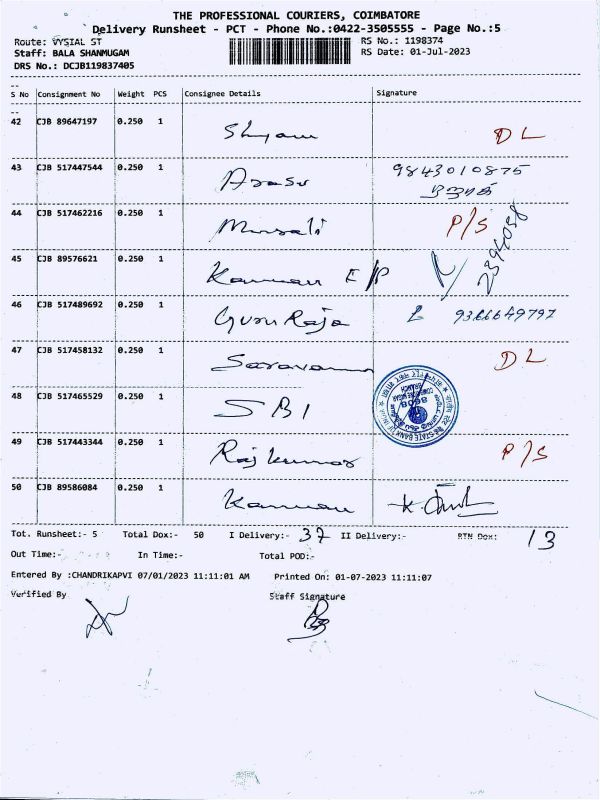 THE PROFESSIONAL COURIERS, COIMBATORE
Delivery Runsheet - PCT - Phone No.:0422-3505555 - Page No.:5
Route: VYSIAL ST RS No.: 1198374
Staff: BALA SHANMUGAM RS Date: 01-Jul-2023
DRS No.: DCJB119837405
S No Consignment No Weight PCS Consignee Details Signature
42 CJB 89647197 0.250 1 Shyam DL
43 CJB 517447544 0.250 1 Arasu 9843010875
44 CJB 517462216 0.250 1 Murali P/S
45 CJB 89576621 0.250 1 Kannan E/P 2394058
46 CJB 517489692 0.250 1 Guru Raja 9366649797
47 CJB 517458132 0.250 1 Saravanan DL
48 CJB 517465529 0.250 1 SBI
STATE BANK OF INDIA
8608
BRANCH
49 CJB 517443344 0.250 1 Rajkumar P/S
50 CJB 89586084 0.250 1 Kannan
Tot. Runsheet:- 5 Total Dox:- 50 I Delivery:- 37 II Delivery:- RTN Dox: 13
Out Time:- In Time:- Total POD:-
Entered By :CHANDRIKAPVI 07/01/2023 11:11:01 AM Printed On: 01-07-2023 11:11:07
Verified By Staff Signature